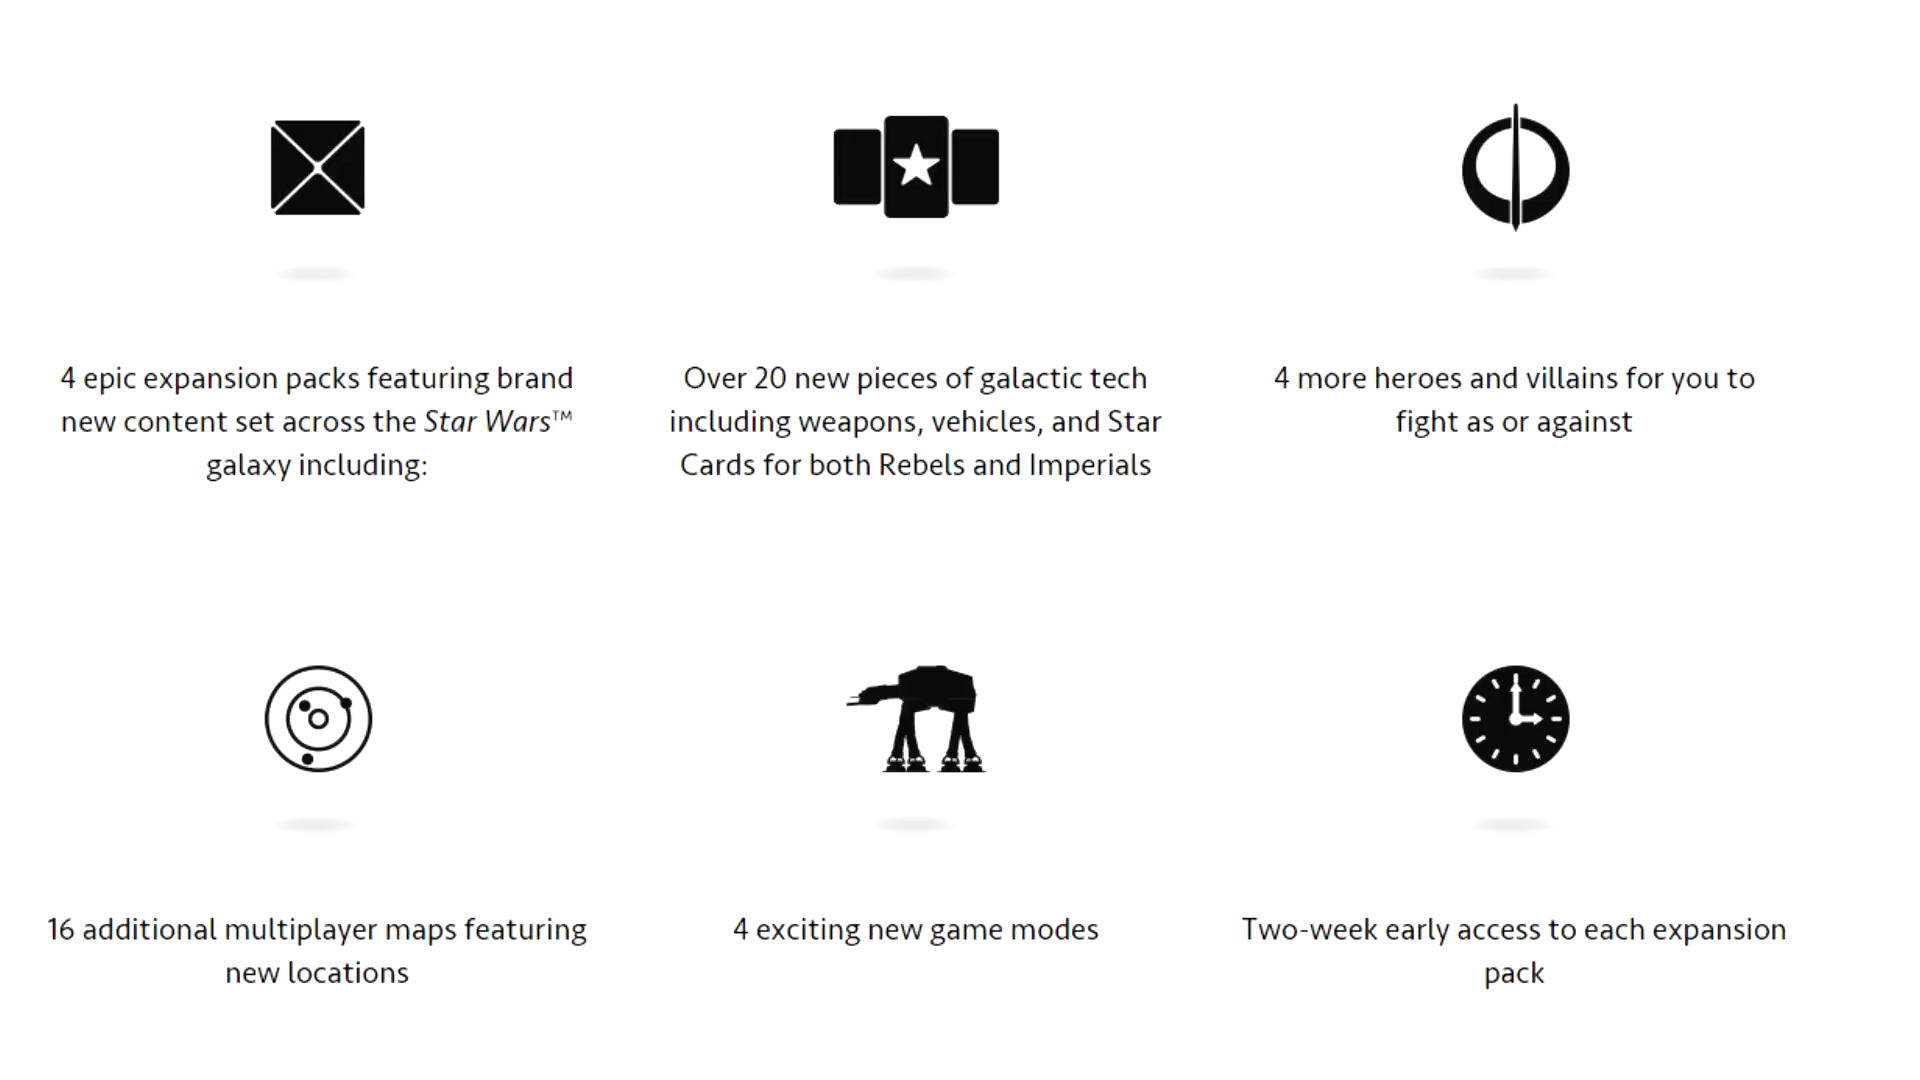 4 epic expansion packs featuring brand
new content set across the Star Wars™
galaxy including:
Over 20 new pieces of galactic tech
including weapons, vehicles, and Star
Cards for both Rebels and Imperials
4 more heroes and villains for you to
fight as or against
16 additional multiplayer maps featuring
new locations
4 exciting new game modes
Two-week early access to each expansion
pack